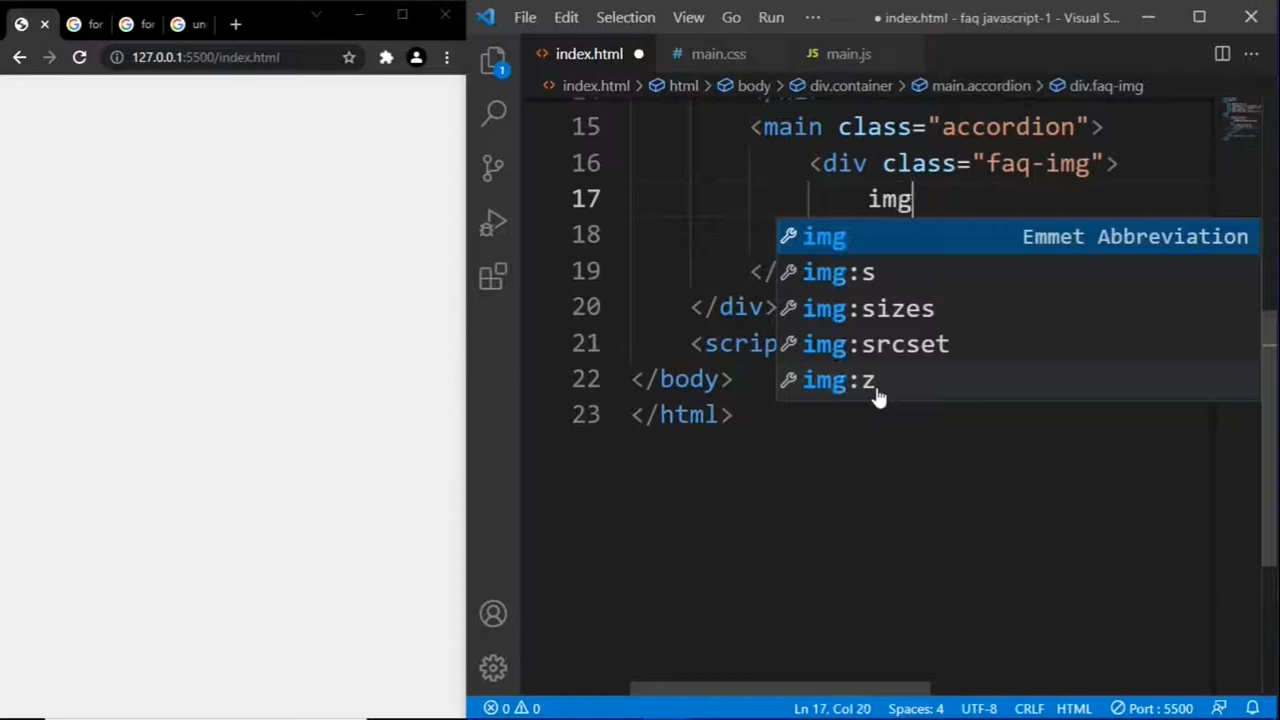 for
for
un
127.0.0.1:5500/index.html
File Edit Selection View Go Run ··· ● index.html - faq javascript-1 - Visual S...
1
<> index.html ● # main.css JS main.js
<> index.html > html > body > div.container > main.accordion > div.faq-img
15 <main class="accordion">
16 <div class="faq-img">
17 img
18
19 </
20 </div>
21 <scrip
22 </body>
23 </html>
img Emmet Abbreviation
img:s
img:sizes
img:srcset
img:z
0 0 Ln 17, Col 20 Spaces: 4 UTF-8 CRLF HTML Port : 5500